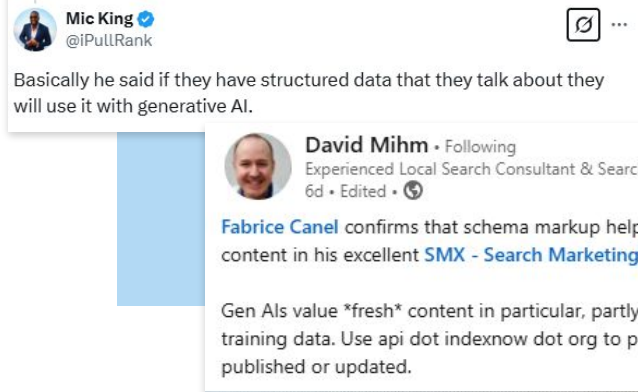 Mic King
@iPullRank
Basically he said if they have structured data that they talk about they
will use it with generative AI.
David Mihm • Following
Experienced Local Search Consultant & Searc
6d • Edited •
Fabrice Canel confirms that schema markup help
content in his excellent SMX - Search Marketing
Gen AIs value *fresh* content in particular, partly
training data. Use api dot indexnow dot org to p
published or updated.